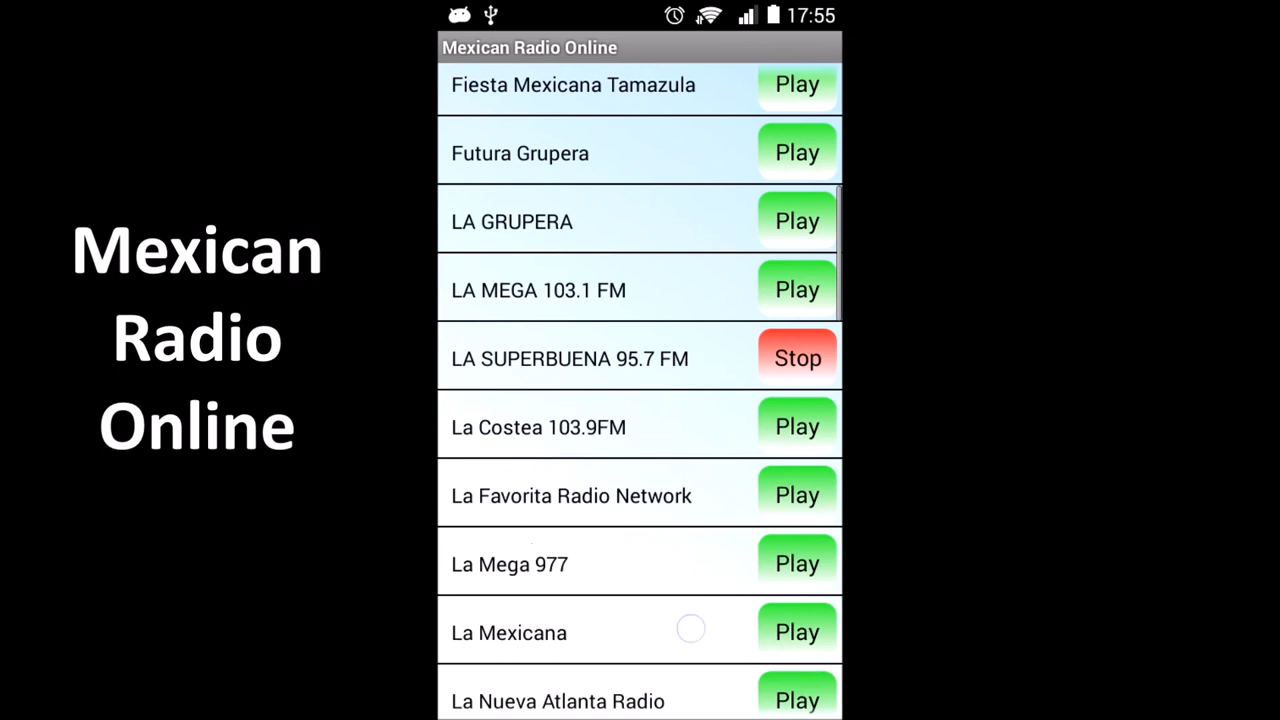 Mexican
Radio
Online
17:55
Mexican Radio Online
Fiesta Mexicana Tamazula Play
Futura Grupera Play
LA GRUPERA Play
LA MEGA 103.1 FM Play
LA SUPERBUENA 95.7 FM Stop
La Costea 103.9FM Play
La Favorita Radio Network Play
La Mega 977 Play
La Mexicana Play
La Nueva Atlanta Radio Play